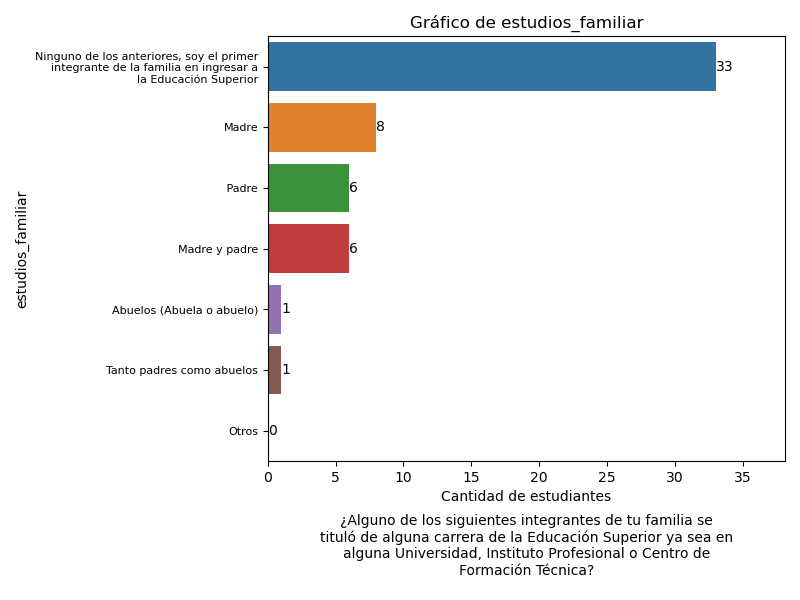 Gráfico de estudios_familiar
Ninguno de los anteriores, soy el primer
integrante de la familia en ingresar a
la Educación Superior
33
Madre
8
Padre
6
Madre y padre
6
Abuelos (Abuela o abuelo)
1
Tanto padres como abuelos
1
Otros
0
estudios_familiar
0 5 10 15 20 25 30 35
Cantidad de estudiantes
¿Alguno de los siguientes integrantes de tu familia se
tituló de alguna carrera de la Educación Superior ya sea en
alguna Universidad, Instituto Profesional o Centro de
Formación Técnica?